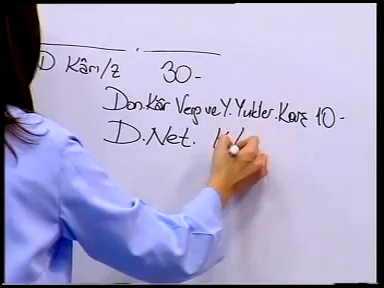 D Kâr/z 30-
Dön.Kâr Vergi ve Y. Yükler. Karş 10-
D.Net. K/